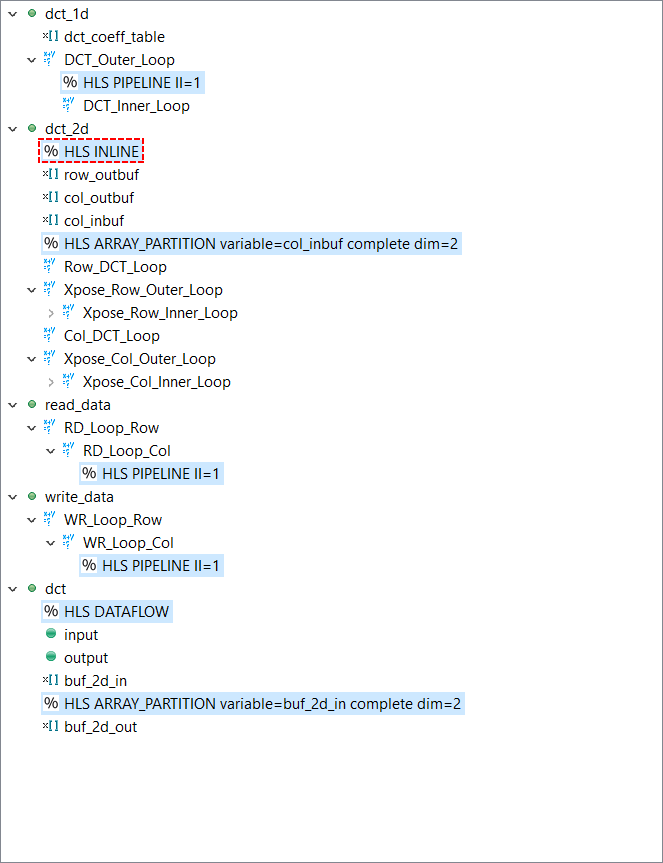 dct_1d
dct_coeff_table
DCT_Outer_Loop
% HLS PIPELINE II=1
DCT_Inner_Loop
dct_2d
% HLS INLINE
row_outbuf
col_outbuf
col_inbuf
% HLS ARRAY_PARTITION variable=col_inbuf complete dim=2
Row_DCT_Loop
Xpose_Row_Outer_Loop
Xpose_Row_Inner_Loop
Col_DCT_Loop
Xpose_Col_Outer_Loop
Xpose_Col_Inner_Loop
read_data
RD_Loop_Row
RD_Loop_Col
% HLS PIPELINE II=1
write_data
WR_Loop_Row
WR_Loop_Col
% HLS PIPELINE II=1
dct
% HLS DATAFLOW
input
output
buf_2d_in
% HLS ARRAY_PARTITION variable=buf_2d_in complete dim=2
buf_2d_out